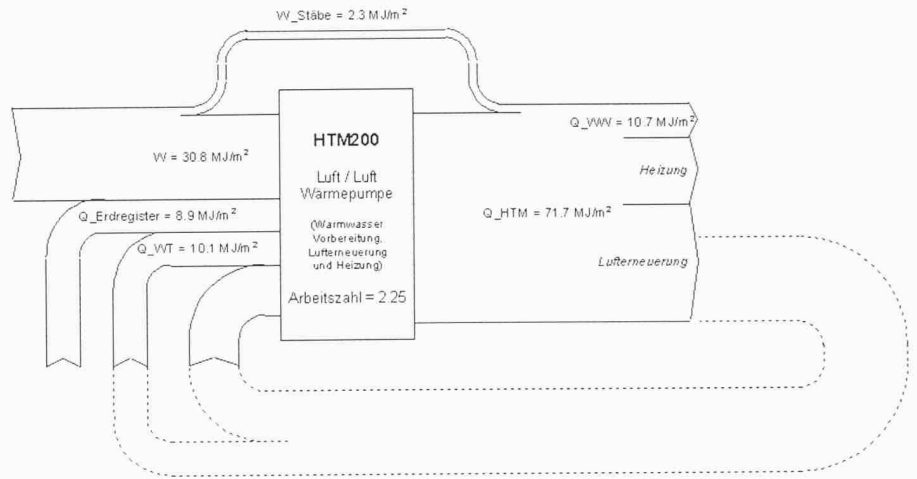 W_Stäbe = 2.3 MJ/m²
Q_WW = 10.7 MJ/m²
HTM200
W = 30.8 MJ/m²
Heizung
Luft / Luft
Wärmepumpe
Q_HTM = 71.7 MJ/m²
Q_Erdregister = 8.9 MJ/m²
(Warmwasser
Vorbereitung,
Q_WT = 10.1 MJ/m²
Lufterneuerung
und Heizung)
Lufterneuerung
Arbeitszahl = 2.25